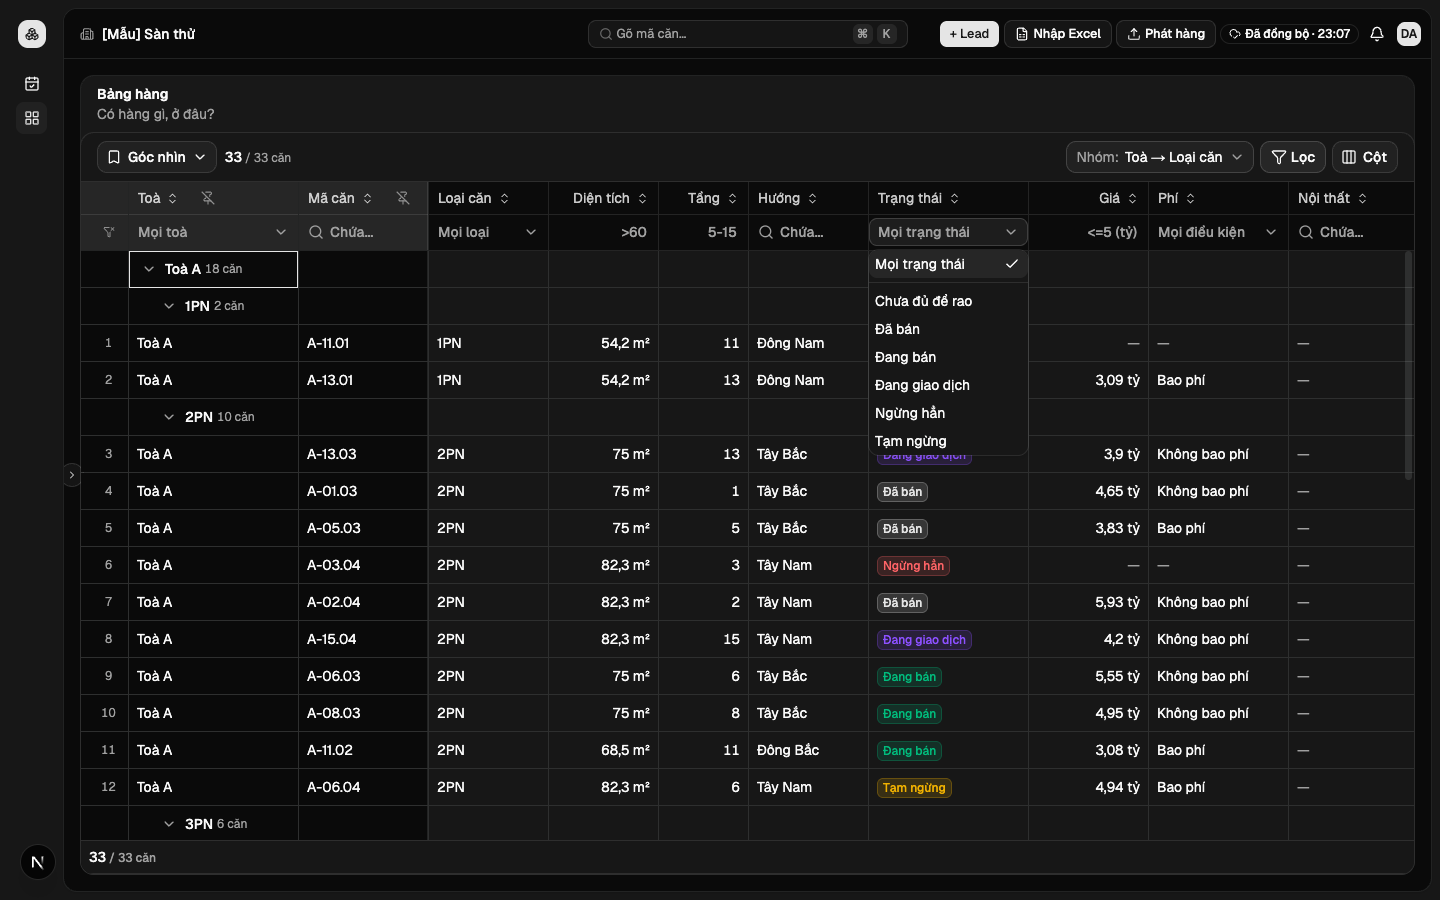 [Mẫu] Sàn thử
Gõ mã căn...
⌘ K
+ Lead
Nhập Excel
Phát hàng
Đã đồng bộ · 23:07
DA
Bảng hàng
Có hàng gì, ở đâu?
Góc nhìn
33 / 33 căn
Nhóm: Toà → Loại căn
Lọc
Cột
Toà Mã căn Loại căn Diện tích Tầng Hướng Trạng thái Giá Phí Nội thất
Mọi toà Chứa... Mọi loại >60 5-15 Chứa... Mọi trạng thái <=5 (tỷ) Mọi điều kiện Chứa...
Mọi trạng thái
Chưa đủ để rao
Đã bán
Đang bán
Đang giao dịch
Ngừng hẳn
Tạm ngừng
Toà A 18 căn
1PN 2 căn
1 Toà A A-11.01 1PN 54,2 m² 11 Đông Nam — — —
2 Toà A A-13.01 1PN 54,2 m² 13 Đông Nam 3,09 tỷ Bao phí —
2PN 10 căn
3 Toà A A-13.03 2PN 75 m² 13 Tây Bắc Đang giao dịch 3,9 tỷ Không bao phí —
4 Toà A A-01.03 2PN 75 m² 1 Tây Bắc Đã bán 4,65 tỷ Không bao phí —
5 Toà A A-05.03 2PN 75 m² 5 Tây Bắc Đã bán 3,83 tỷ Bao phí —
6 Toà A A-03.04 2PN 82,3 m² 3 Tây Nam Ngừng hẳn — — —
7 Toà A A-02.04 2PN 82,3 m² 2 Tây Nam Đã bán 5,93 tỷ Không bao phí —
8 Toà A A-15.04 2PN 82,3 m² 15 Tây Nam Đang giao dịch 4,2 tỷ Không bao phí —
9 Toà A A-06.03 2PN 75 m² 6 Tây Bắc Đang bán 5,55 tỷ Không bao phí —
10 Toà A A-08.03 2PN 75 m² 8 Tây Bắc Đang bán 4,95 tỷ Không bao phí —
11 Toà A A-11.02 2PN 68,5 m² 11 Đông Bắc Đang bán 3,08 tỷ Bao phí —
12 Toà A A-06.04 2PN 82,3 m² 6 Tây Nam Tạm ngừng 4,94 tỷ Bao phí —
3PN 6 căn
33 / 33 căn
N